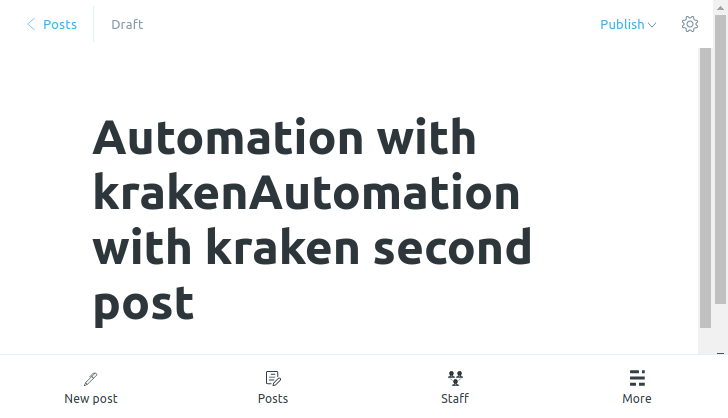 Posts
Draft
Publish
Automation with
krakenAutomation
with kraken second
post
New post
Posts
Staff
More